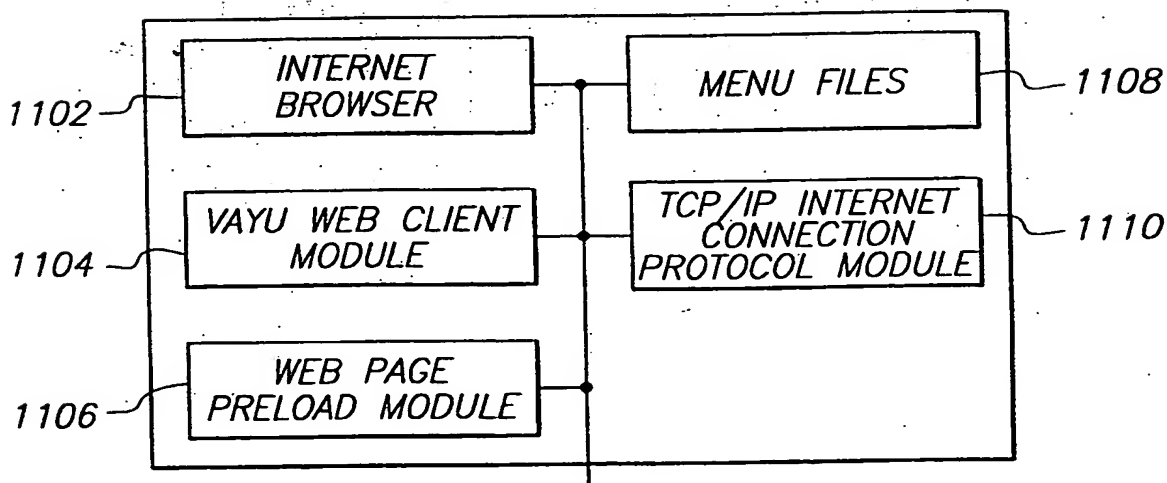 1102
INTERNET
BROWSER
MENU FILES
1108
1104
VAYU WEB CLIENT
MODULE
TCP/IP INTERNET
CONNECTION
PROTOCOL MODULE
1110
1106
WEB PAGE
PRELOAD MODULE